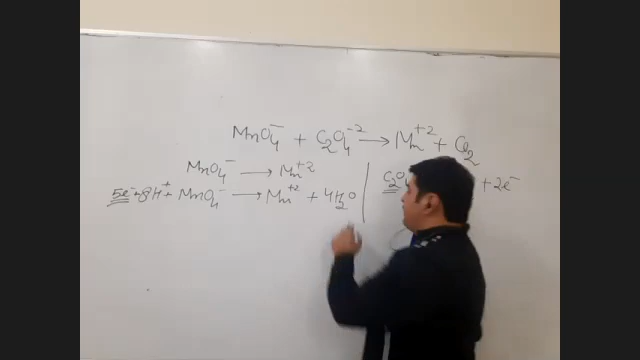 MnO₄⁻ + C₂O₄⁻² → Mn⁺² + CO₂
MnO₄⁻ → Mn⁺²
5e⁻ + 8H⁺ + MnO₄⁻ → Mn⁺² + 4H₂O
C₂O₄ + 2e⁻